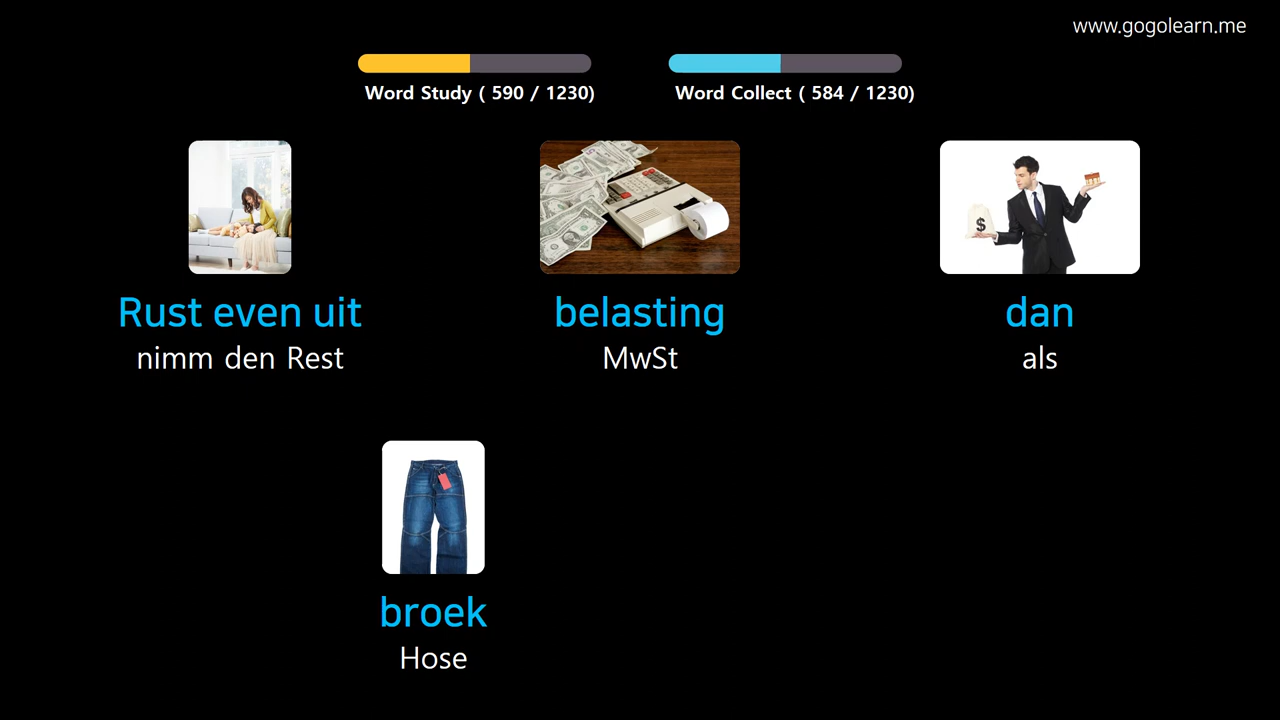 www.gogolearn.me
Word Study ( 590 / 1230)
Word Collect ( 584 / 1230)
$
Rust even uit
nimm den Rest
belasting
MwSt
dan
als
broek
Hose